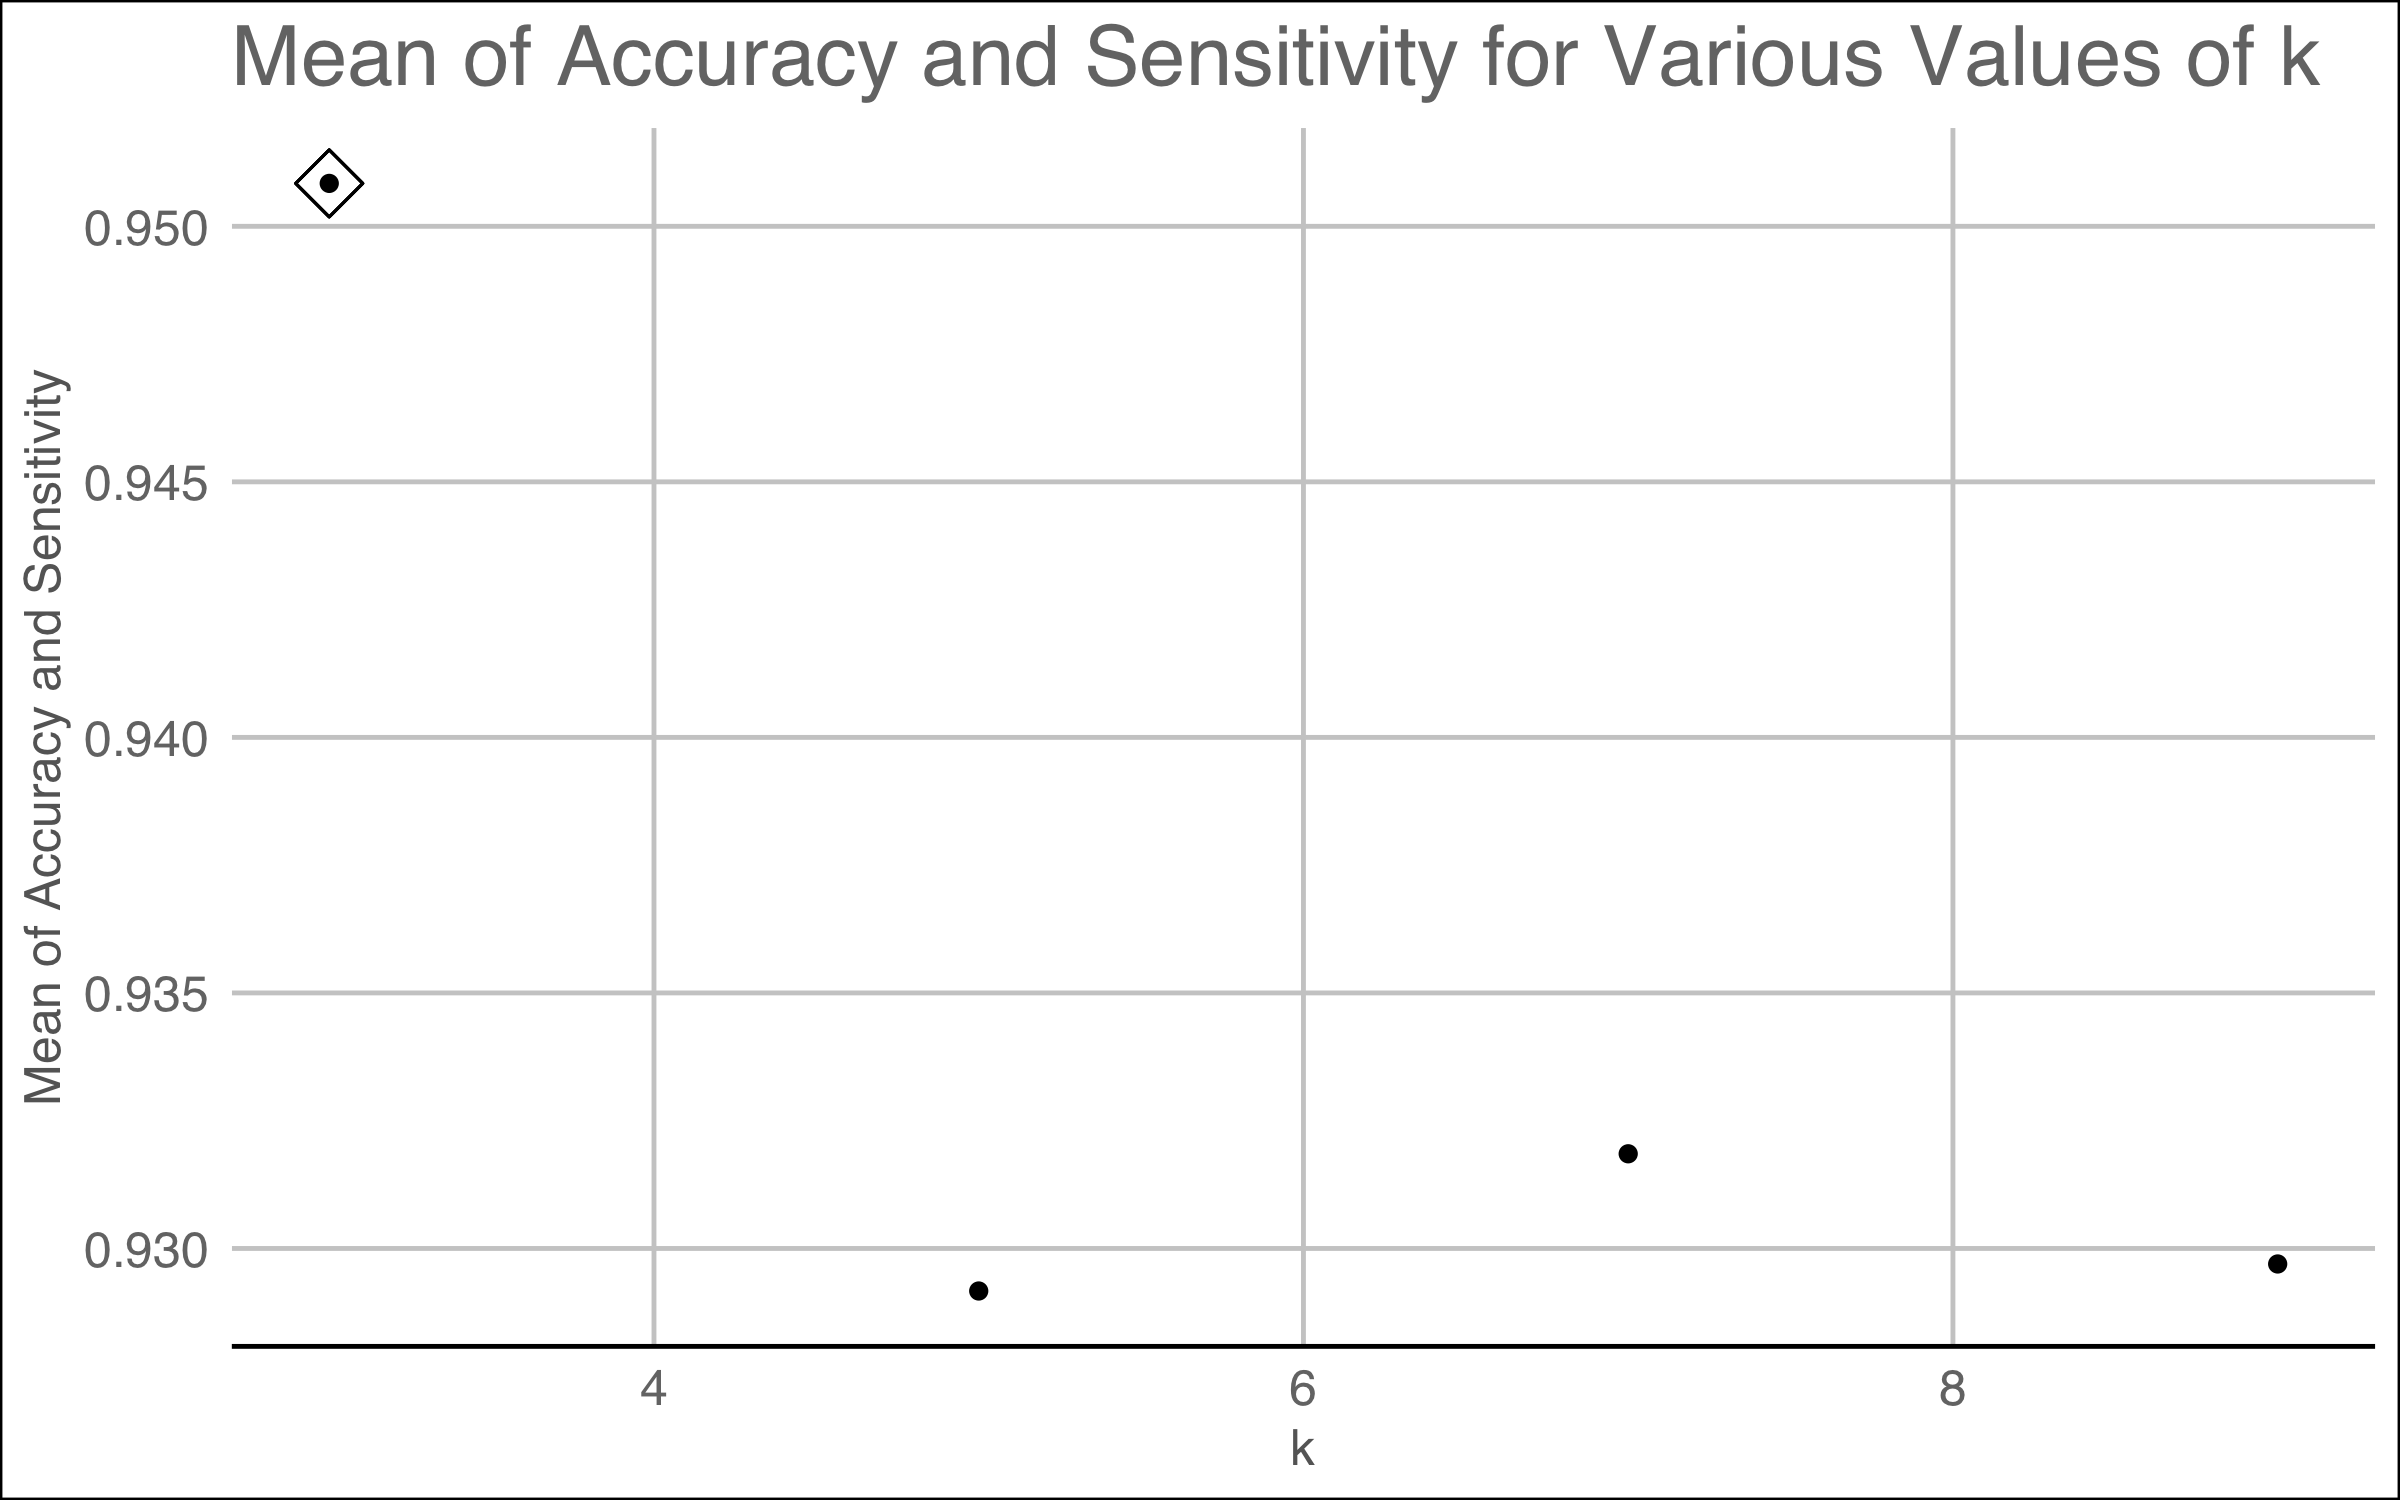 Mean of Accuracy and Sensitivity for Various Values of k
Mean of Accuracy and Sensitivity
0.950
0.945
0.940
0.935
0.930
4
6
8
k